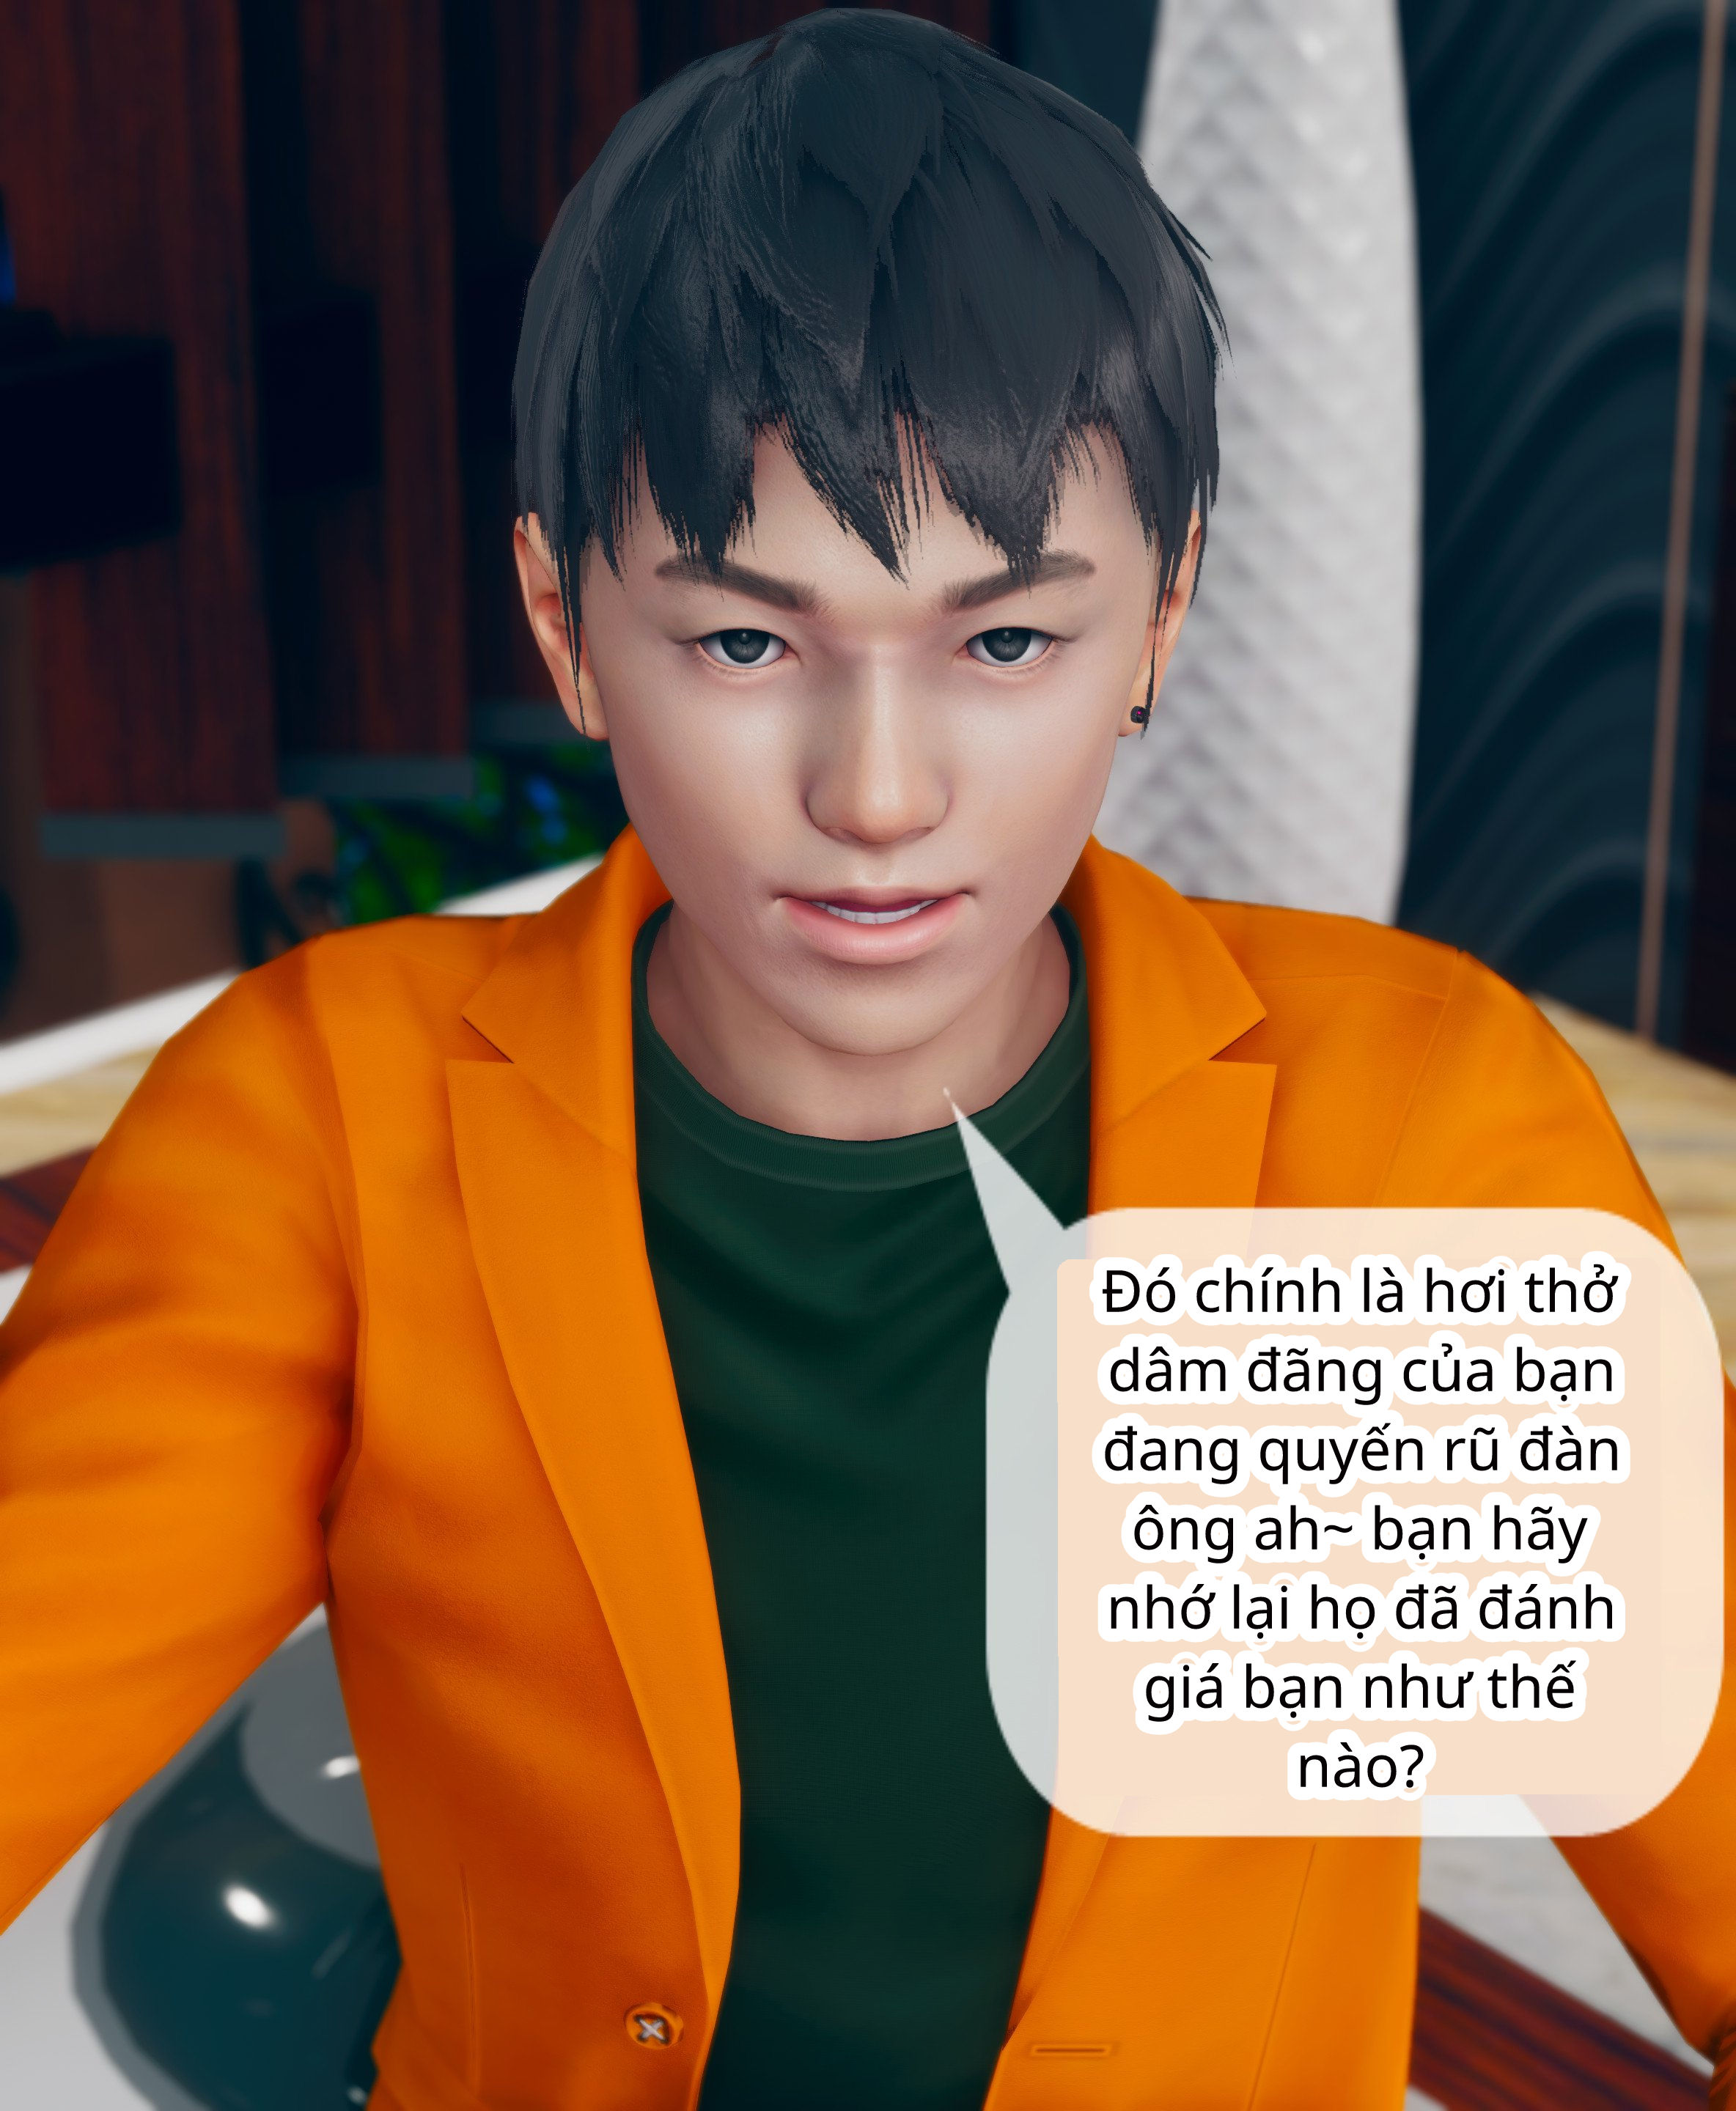 Đó chính là hơi thở
dâm đãng của bạn
đang quyến rũ đàn
ông ah~ bạn hãy
nhớ lại họ đã đánh
giá bạn như thế
nào?